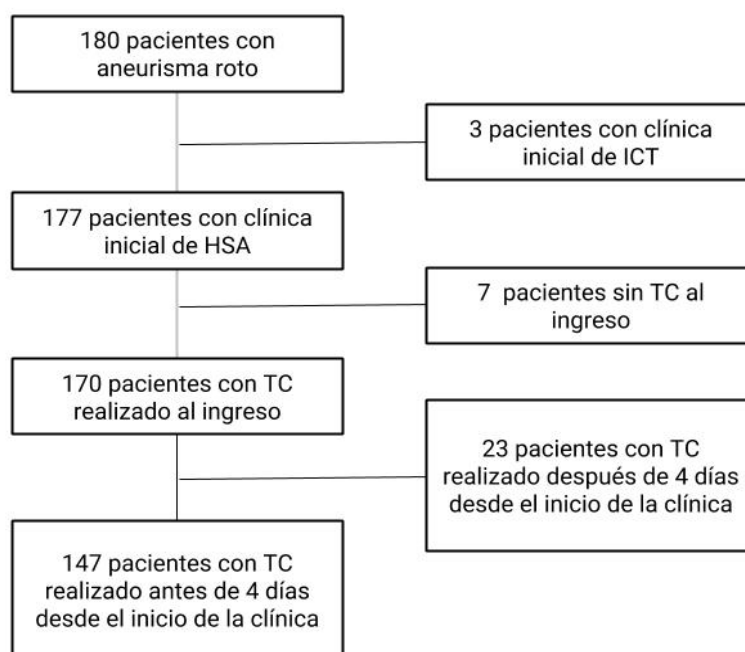 180 pacientes con
aneurisma roto
3 pacientes con clínica
inicial de ICT
177 pacientes con clínica
inicial de HSA
7 pacientes sin TC al
ingreso
170 pacientes con TC
realizado al ingreso
23 pacientes con TC
realizado después de 4 días
desde el inicio de la clínica
147 pacientes con TC
realizado antes de 4 días
desde el inicio de la clínica